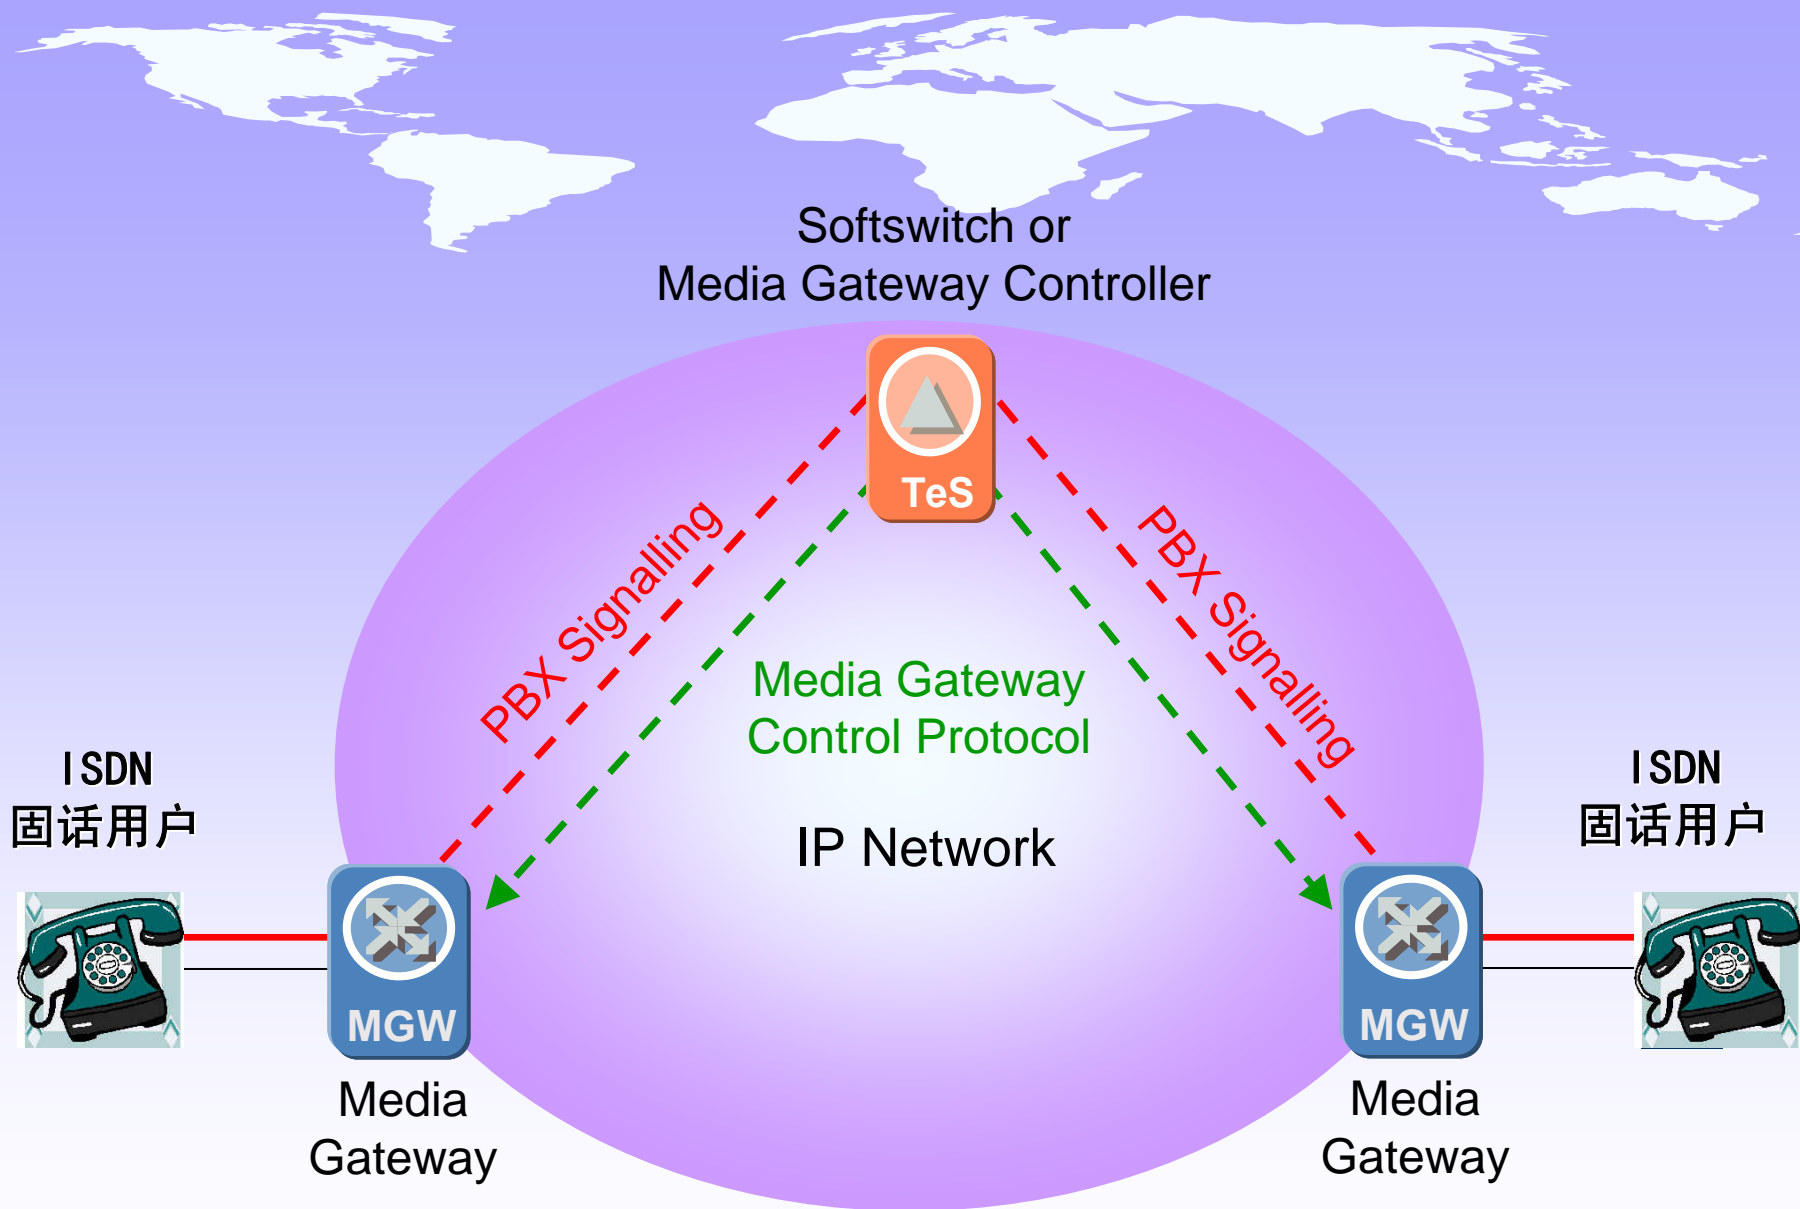 Softswitch or
Media Gateway Controller
TeS
PBX Signalling
PBX Signalling
Media Gateway
Control Protocol
IP Network
ISDN
固话用户
ISDN
固话用户
MGW
MGW
Media
Gateway
Media
Gateway